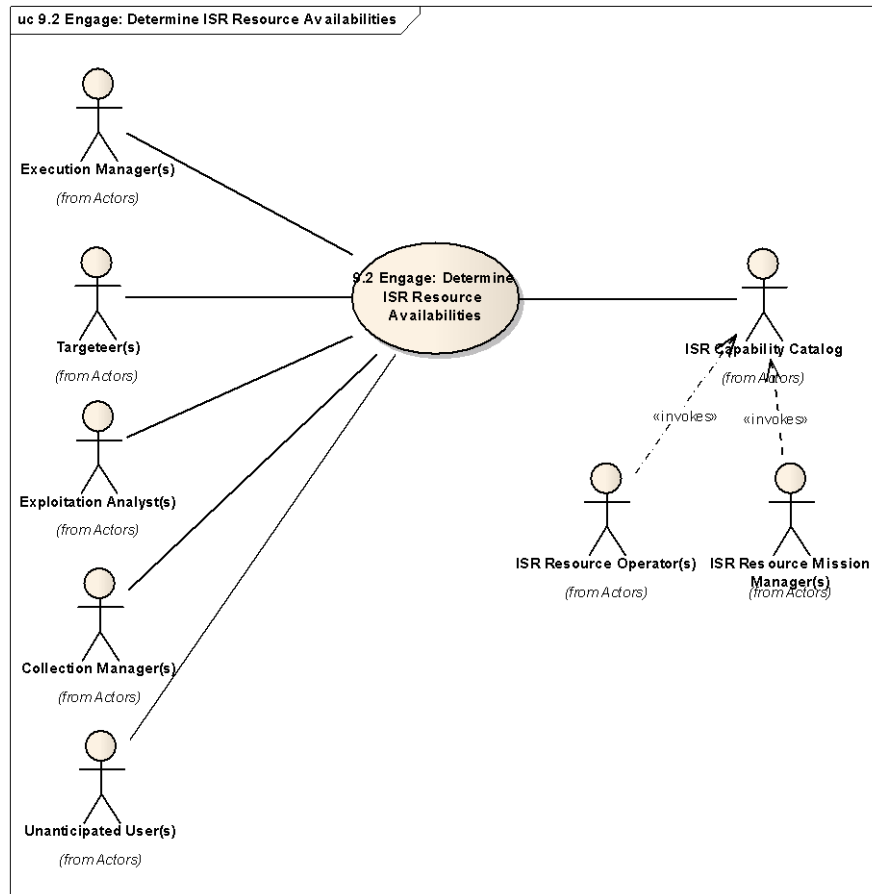 uc 9.2 Engage: Determine ISR Resource Availabilities
Execution Manager(s)
(from Actors)
Targeteer(s)
(from Actors)
Exploitation Analyst(s)
(from Actors)
Collection Manager(s)
(from Actors)
Unanticipated User(s)
(from Actors)
9.2 Engage: Determine
ISR Resource
Availabilities
ISR Capability Catalog
(from Actors)
«invokes»
«invokes»
ISR Resource Operator(s)
(from Actors)
ISR Resource Mission
Manager(s)
(from Actors)